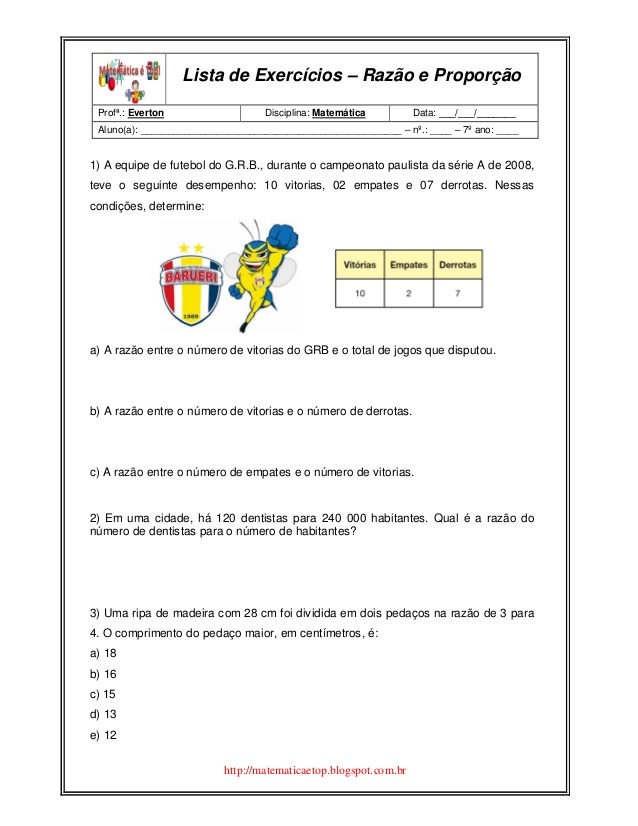 Matemática é Top!
Lista de Exercícios – Razão e Proporção
Profª.: Everton Disciplina: Matemática Data: ___/___/_______
Aluno(a): _______________________________________________ – nº.: ____ – 7º ano: ____
1) A equipe de futebol do G.R.B., durante o campeonato paulista da série A de 2008,
teve o seguinte desempenho: 10 vitorias, 02 empates e 07 derrotas. Nessas
condições, determine:
BARUERI
1989
Vitórias Empates Derrotas
10 2 7
a) A razão entre o número de vitorias do GRB e o total de jogos que disputou.
b) A razão entre o número de vitorias e o número de derrotas.
c) A razão entre o número de empates e o número de vitorias.
2) Em uma cidade, há 120 dentistas para 240 000 habitantes. Qual é a razão do
número de dentistas para o número de habitantes?
3) Uma ripa de madeira com 28 cm foi dividida em dois pedaços na razão de 3 para
4. O comprimento do pedaço maior, em centímetros, é:
a) 18
b) 16
c) 15
d) 13
e) 12
http://matematicaetop.blogspot.com.br